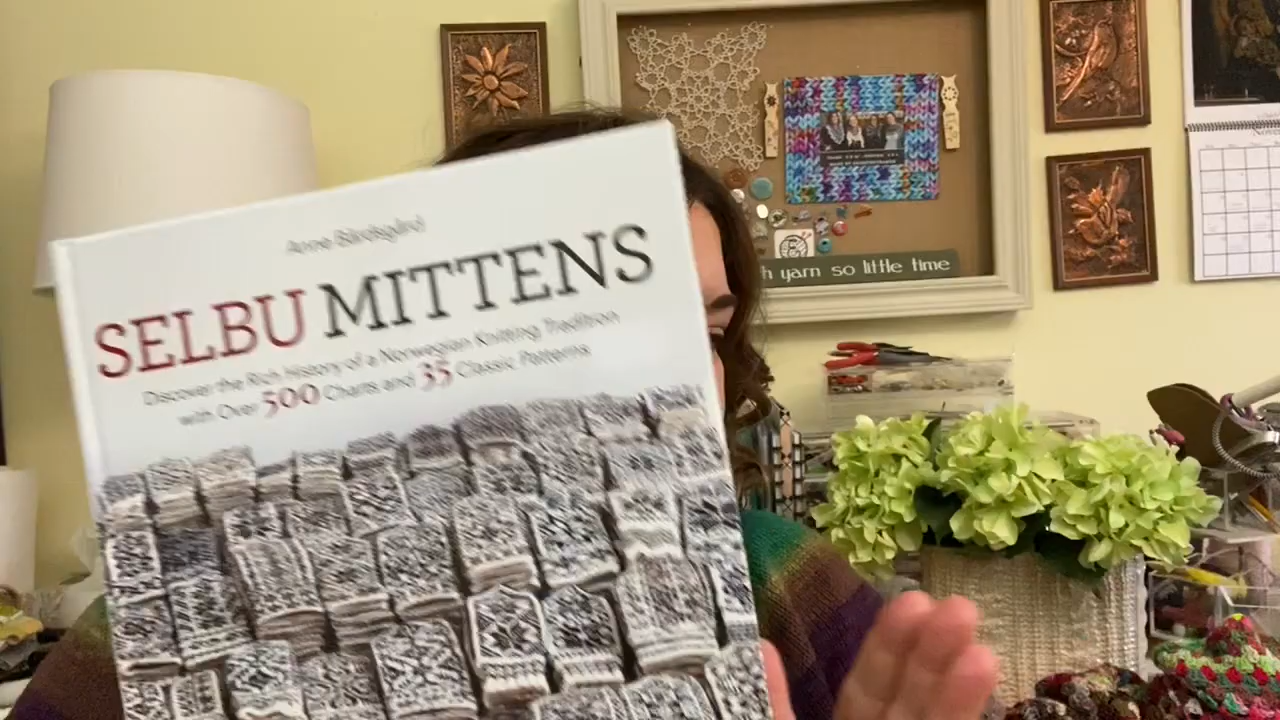 Anne Bårdsgård
SELBU MITTENS
Discover the Rich History of a Norwegian Knitting Tradition
with Over 500 Charts and 35 Classic Patterns
yarn so little time